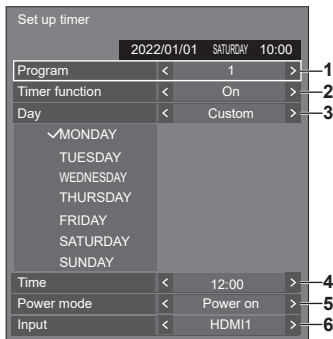 Set up timer
2022/01/01 SATURDAY 10:00
Program < 1 > 1
Timer function < On > 2
Day < Custom > 3
✓MONDAY
TUESDAY
WEDNESDAY
THURSDAY
FRIDAY
SATURDAY
SUNDAY
Time < 12:00 > 4
Power mode < Power on > 5
Input < HDMI1 > 6